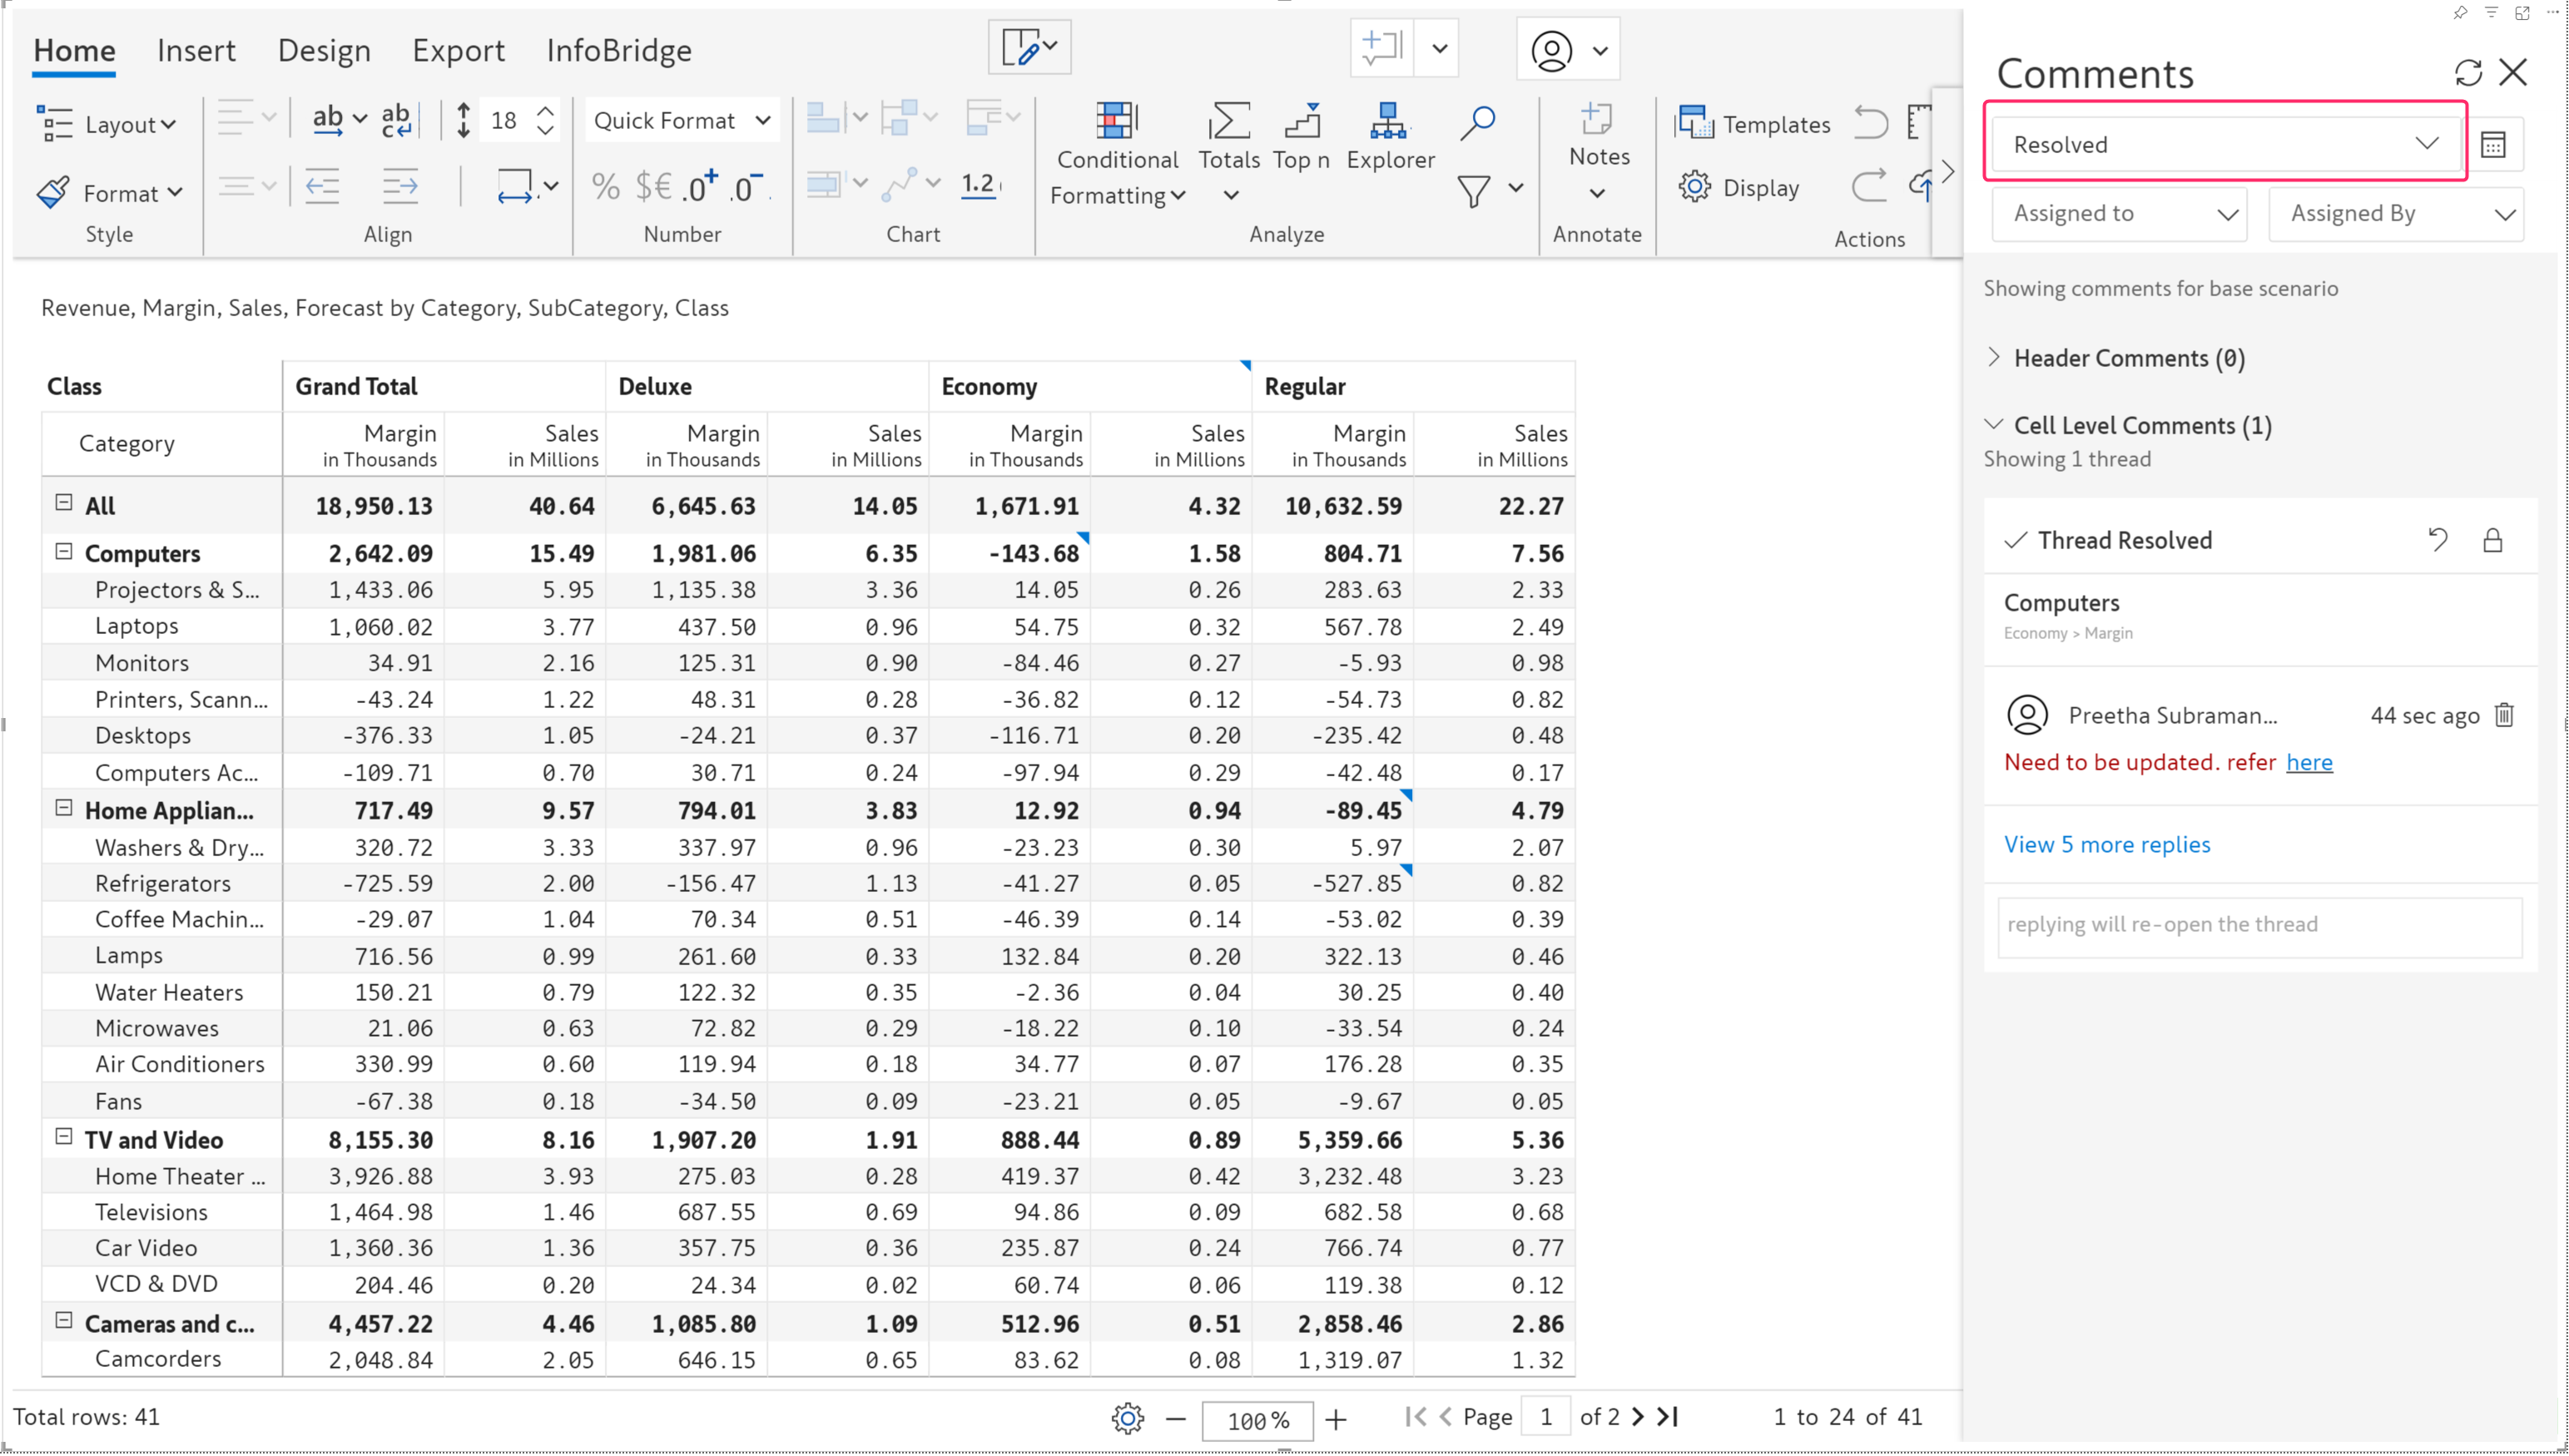 Home Insert Design Export InfoBridge
Layout ab ab 18 Quick Format Conditional Formatting Totals Top n Explorer Notes Templates
c
Format % $€ .0+ .0- 1.2 Display
Style Align Number Chart Analyze Annotate Actions
Revenue, Margin, Sales, Forecast by Category, SubCategory, Class
Class Grand Total Deluxe Economy Regular
Category Margin Sales Margin Sales Margin Sales Margin Sales
in Thousands in Millions in Thousands in Millions in Thousands in Millions in Thousands in Millions
All 18,950.13 40.64 6,645.63 14.05 1,671.91 4.32 10,632.59 22.27
Computers 2,642.09 15.49 1,981.06 6.35 -143.68 1.58 804.71 7.56
Projectors & S... 1,433.06 5.95 1,135.38 3.36 14.05 0.26 283.63 2.33
Laptops 1,060.02 3.77 437.50 0.96 54.75 0.32 567.78 2.49
Monitors 34.91 2.16 125.31 0.90 -84.46 0.27 -5.93 0.98
Printers, Scann... -43.24 1.22 48.31 0.28 -36.82 0.12 -54.73 0.82
Desktops -376.33 1.05 -24.21 0.37 -116.71 0.20 -235.42 0.48
Computers Ac... -109.71 0.70 30.71 0.24 -97.94 0.29 -42.48 0.17
Home Applian... 717.49 9.57 794.01 3.83 12.92 0.94 -89.45 4.79
Washers & Dry... 320.72 3.33 337.97 0.96 -23.23 0.30 5.97 2.07
Refrigerators -725.59 2.00 -156.47 1.13 -41.27 0.05 -527.85 0.82
Coffee Machin... -29.07 1.04 70.34 0.51 -46.39 0.14 -53.02 0.39
Lamps 716.56 0.99 261.60 0.33 132.84 0.20 322.13 0.46
Water Heaters 150.21 0.79 122.32 0.35 -2.36 0.04 30.25 0.40
Microwaves 21.06 0.63 72.82 0.29 -18.22 0.10 -33.54 0.24
Air Conditioners 330.99 0.60 119.94 0.18 34.77 0.07 176.28 0.35
Fans -67.38 0.18 -34.50 0.09 -23.21 0.05 -9.67 0.05
TV and Video 8,155.30 8.16 1,907.20 1.91 888.44 0.89 5,359.66 5.36
Home Theater ... 3,926.88 3.93 275.03 0.28 419.37 0.42 3,232.48 3.23
Televisions 1,464.98 1.46 687.55 0.69 94.86 0.09 682.58 0.68
Car Video 1,360.36 1.36 357.75 0.36 235.87 0.24 766.74 0.77
VCD & DVD 204.46 0.20 24.34 0.02 60.74 0.06 119.38 0.12
Cameras and c... 4,457.22 4.46 1,085.80 1.09 512.96 0.51 2,858.46 2.86
Camcorders 2,048.84 2.05 646.15 0.65 83.62 0.08 1,319.07 1.32
Total rows: 41 100% Page 1 of 2 1 to 24 of 41
Comments
Resolved
Assigned to Assigned By
Showing comments for base scenario
Header Comments (0)
Cell Level Comments (1)
Showing 1 thread
Thread Resolved
Computers
Economy > Margin
Preetha Subraman... 44 sec ago
Need to be updated. refer here
View 5 more replies
replying will re-open the thread